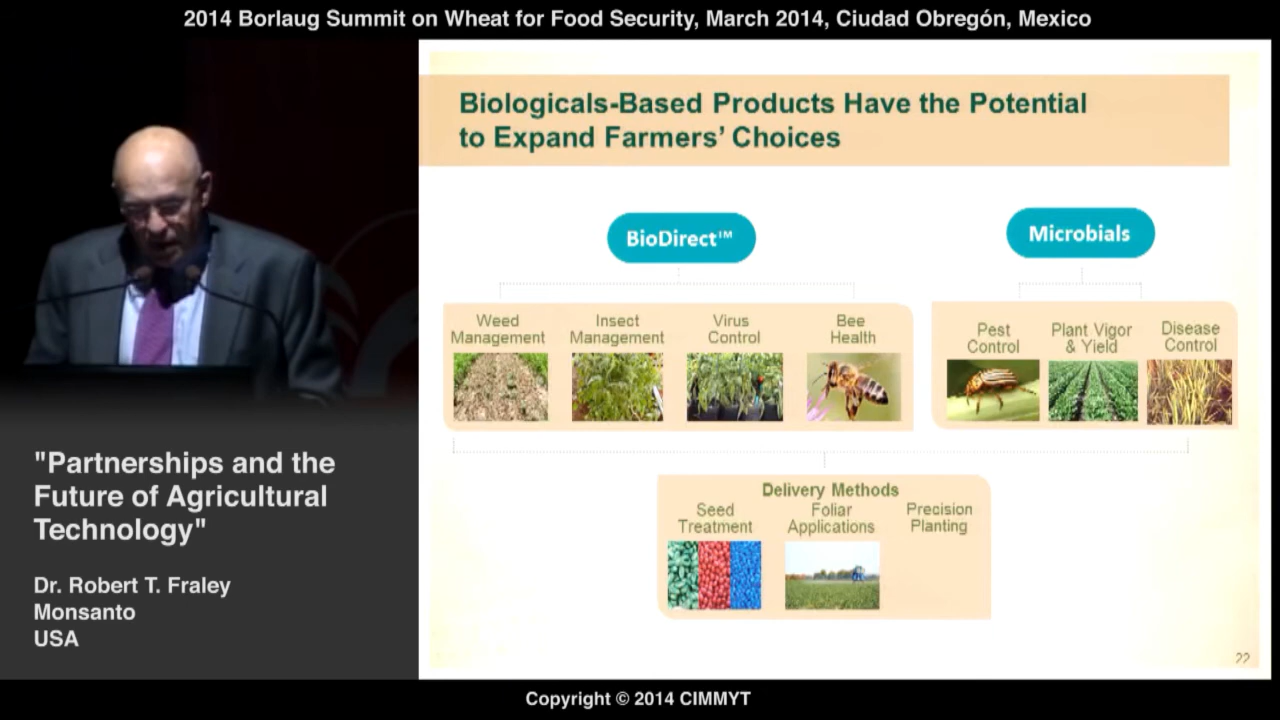 2014 Borlaug Summit on Wheat for Food Security, March 2014, Ciudad Obregón, Mexico
Biologicals-Based Products Have the Potential
to Expand Farmers' Choices
BioDirect™
Microbials
Weed
Management
Insect
Management
Virus
Control
Bee
Health
Pest
Control
Plant Vigor
& Yield
Disease
Control
Delivery Methods
Seed
Treatment
Foliar
Applications
Precision
Planting
22
"Partnerships and the
Future of Agricultural
Technology"
Dr. Robert T. Fraley
Monsanto
USA
Copyright © 2014 CIMMYT